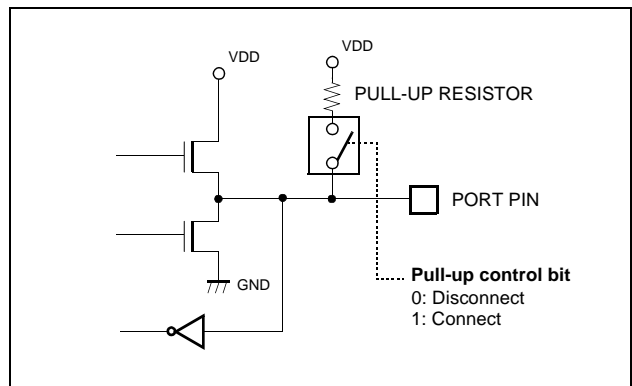 VDD
VDD
PULL-UP RESISTOR
PORT PIN
GND
Pull-up control bit
0: Disconnect
1: Connect